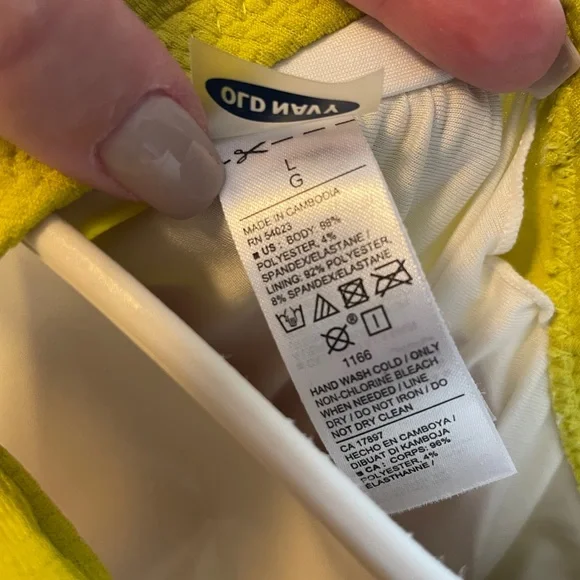 OLD NAVY
L
G
MADE IN CAMBODIA
RN 54023
■ US : BODY: 96%
POLYESTER, 4%
SPANDEX/ELASTANE /
LINING: 92% POLYESTER,
8% SPANDEX/ELASTANE
1166
HAND WASH COLD / ONLY
NON-CHLORINE BLEACH
WHEN NEEDED / LINE
DRY / DO NOT IRON / DO
NOT DRY CLEAN
CA 17897
HECHO EN CAMBOYA /
DIBUAT DI KAMBOJA
■ CA : CORPS: 96%
POLYESTER, 4%
ÉLASTHANNE /